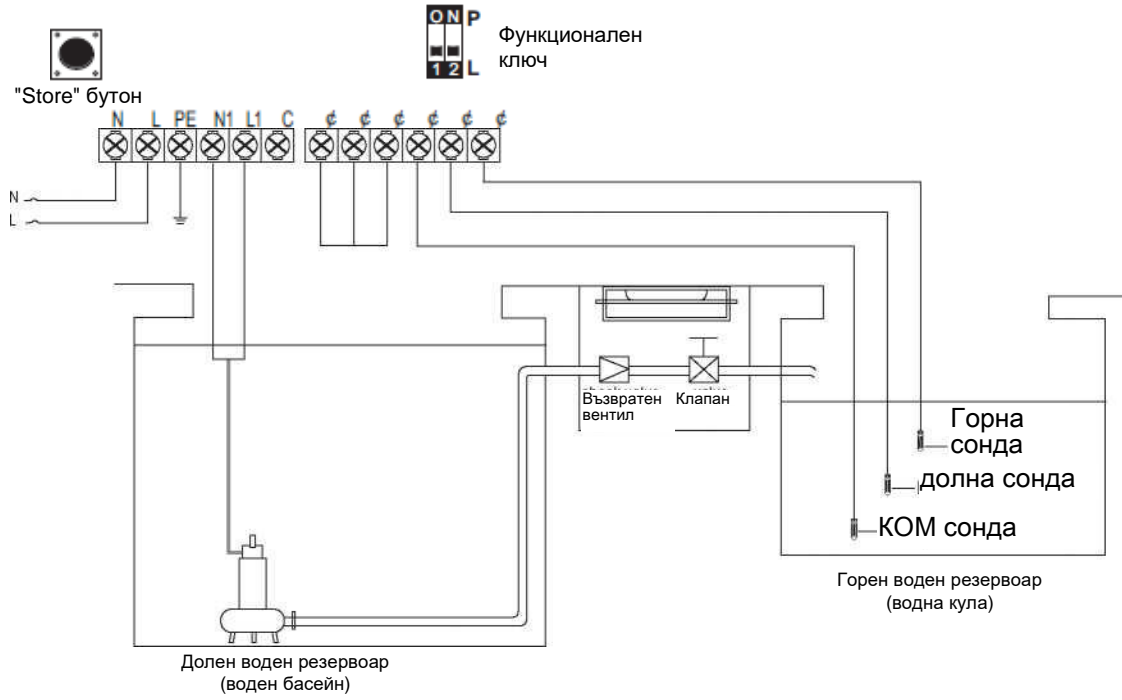 ON P
Функционален
ключ
1 2 L
"Store" бутон
N L PE N1 L1 C ¢ ¢ ¢ ¢ ¢ ¢
N
L
Възвратен
вентил
Клапан
Горна
сонда
долна сонда
КОМ сонда
Горен воден резервоар
(водна кула)
Долен воден резервоар
(воден басейн)